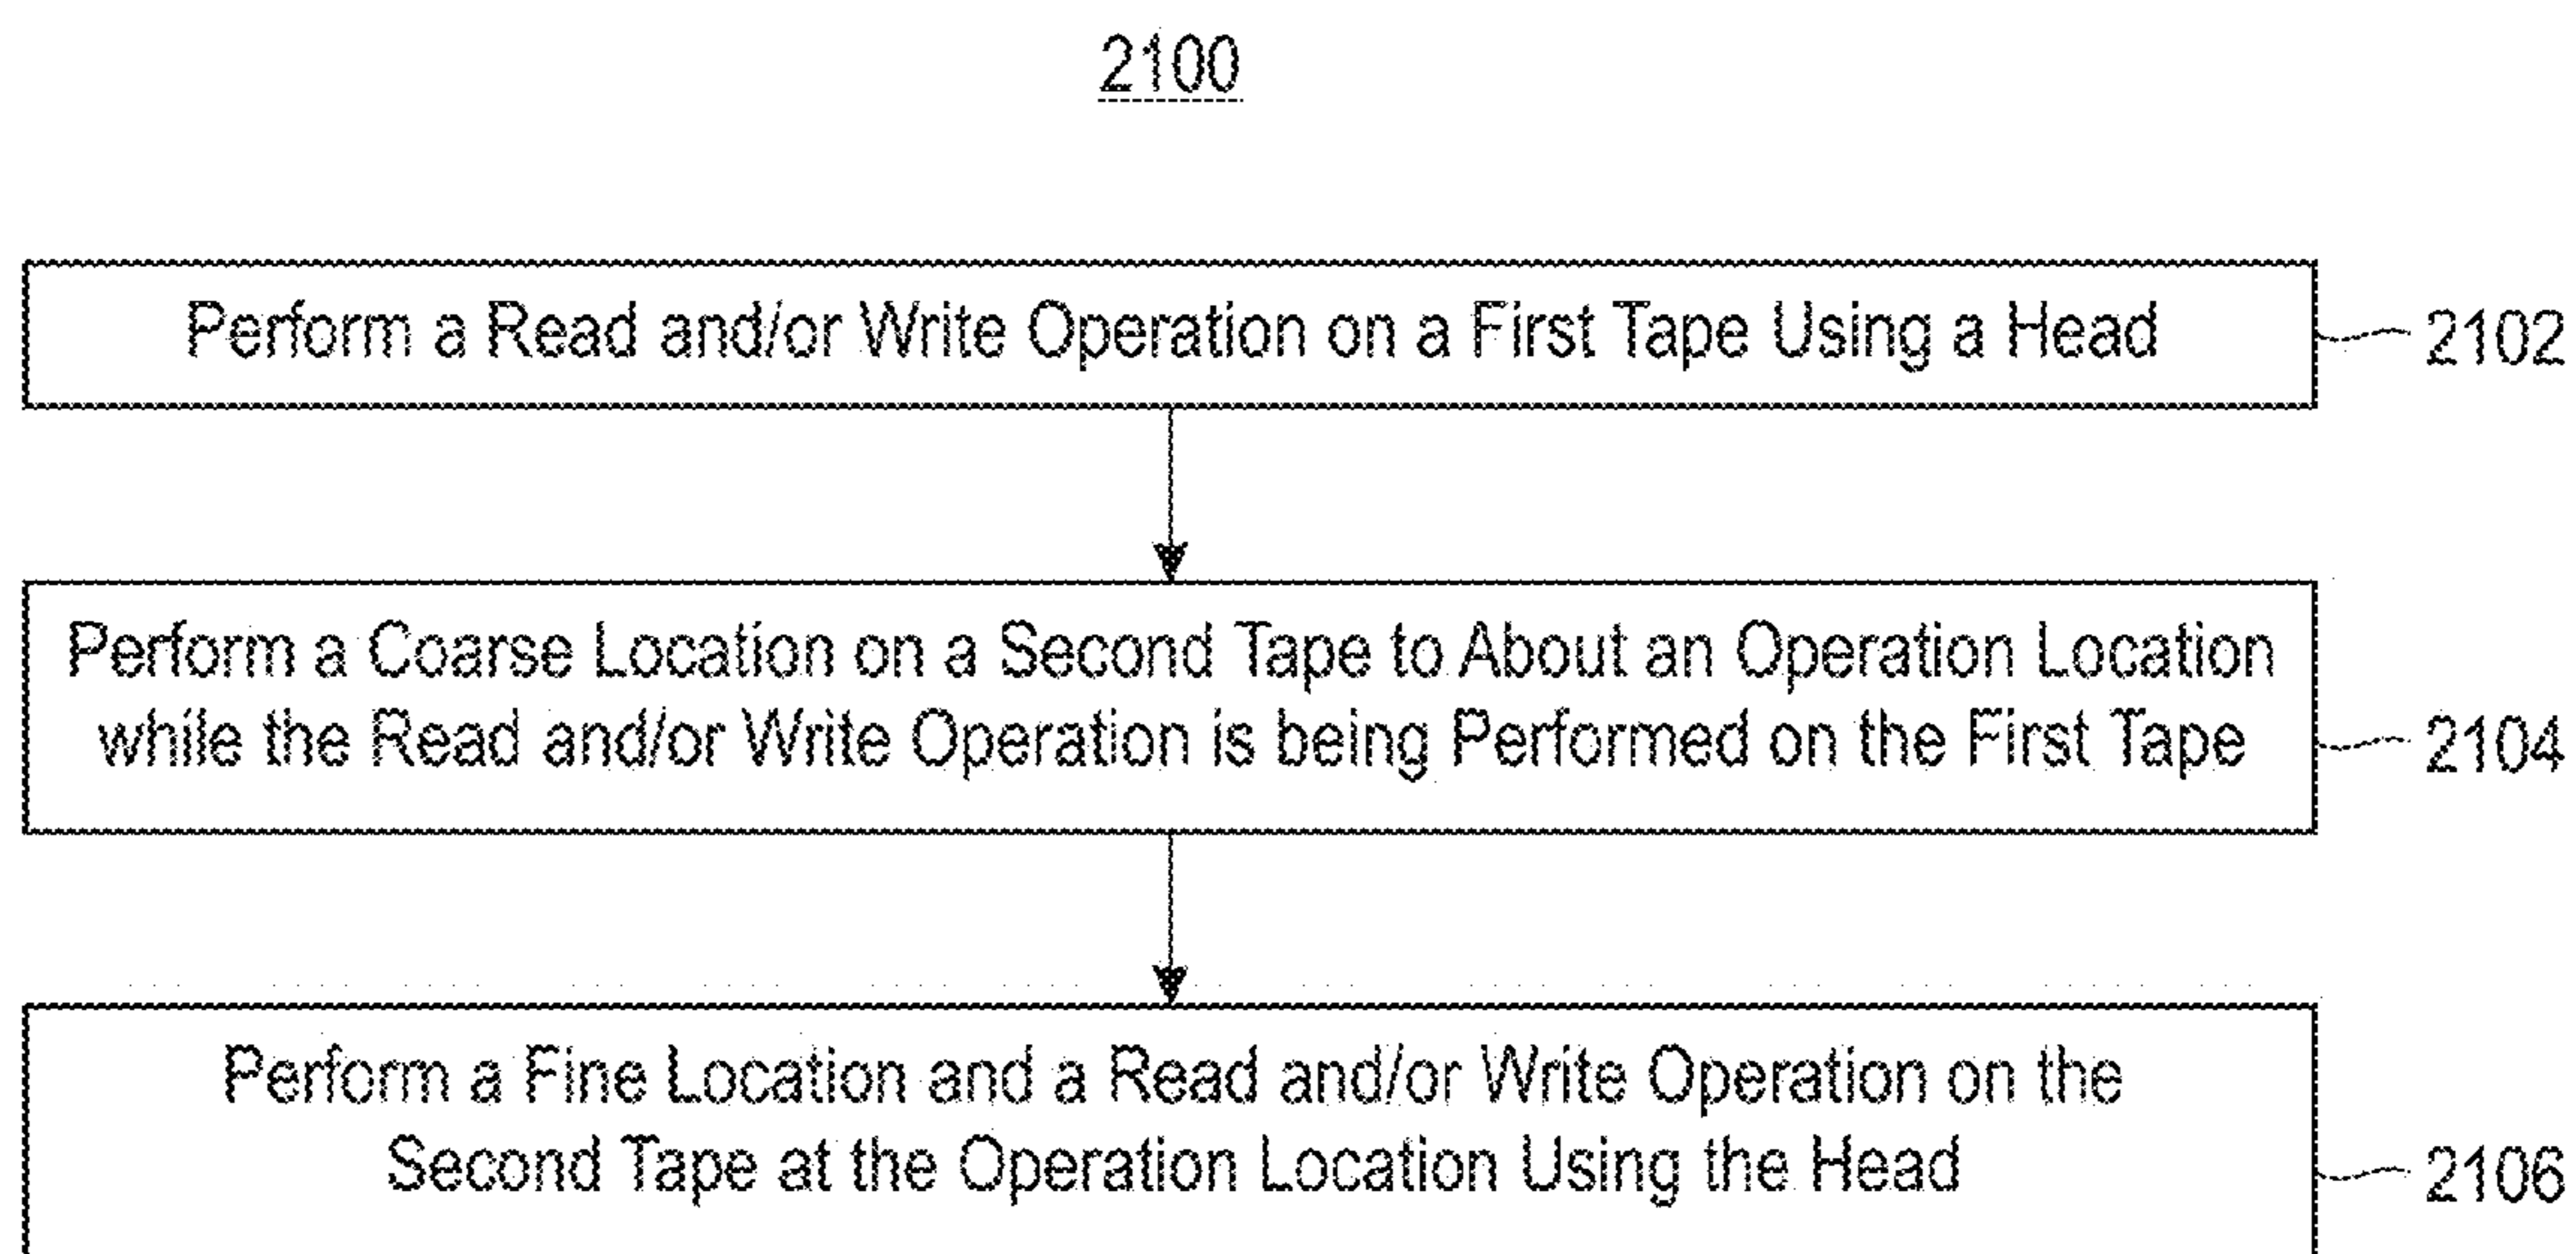 2100
Perform a Read and/or Write Operation on a First Tape Using a Head
2102
Perform a Coarse Location on a Second Tape to About an Operation Location
while the Read and/or Write Operation is being Performed on the First Tape
2104
Perform a Fine Location and a Read and/or Write Operation on the
Second Tape at the Operation Location Using the Head
2106